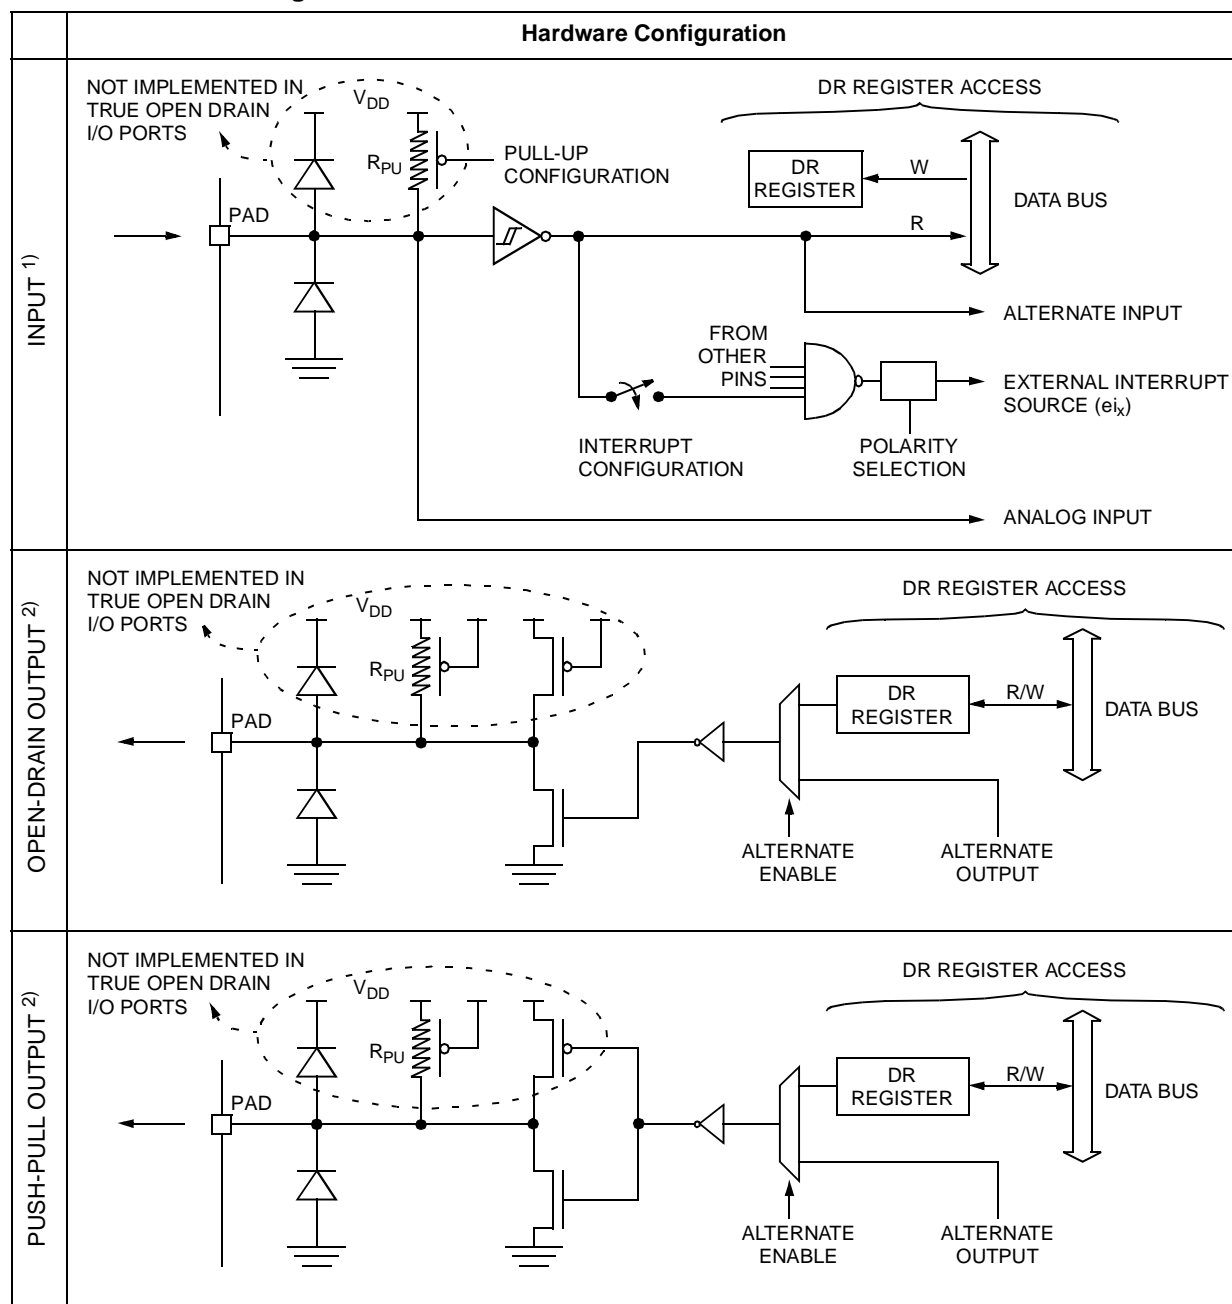 Hardware Configuration
INPUT 1)
NOT IMPLEMENTED IN
TRUE OPEN DRAIN
I/O PORTS
VDD
RPU
PULL-UP
CONFIGURATION
PAD
DR REGISTER ACCESS
DR
REGISTER
W
R
DATA BUS
ALTERNATE INPUT
FROM
OTHER
PINS
EXTERNAL INTERRUPT
SOURCE (eix)
INTERRUPT
CONFIGURATION
POLARITY
SELECTION
ANALOG INPUT
OPEN-DRAIN OUTPUT 2)
NOT IMPLEMENTED IN
TRUE OPEN DRAIN
I/O PORTS
VDD
RPU
PAD
DR REGISTER ACCESS
DR
REGISTER
R/W
DATA BUS
ALTERNATE
ENABLE
ALTERNATE
OUTPUT
PUSH-PULL OUTPUT 2)
NOT IMPLEMENTED IN
TRUE OPEN DRAIN
I/O PORTS
VDD
RPU
PAD
DR REGISTER ACCESS
DR
REGISTER
R/W
DATA BUS
ALTERNATE
ENABLE
ALTERNATE
OUTPUT